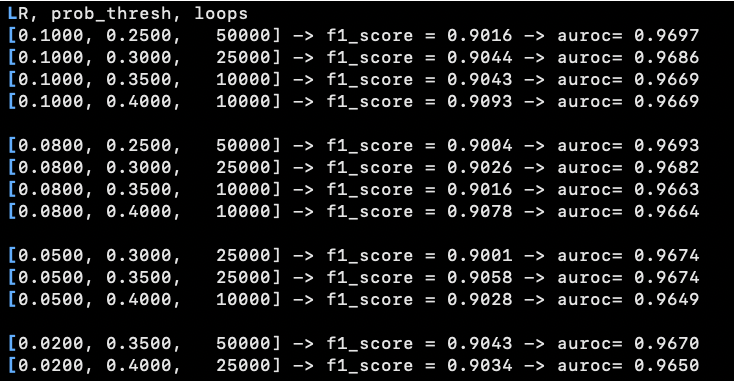 LR, prob_thresh, loops
[0.1000, 0.2500,   50000] -> f1_score = 0.9016 -> auroc= 0.9697
[0.1000, 0.3000,   25000] -> f1_score = 0.9044 -> auroc= 0.9686
[0.1000, 0.3500,   10000] -> f1_score = 0.9043 -> auroc= 0.9669
[0.1000, 0.4000,   10000] -> f1_score = 0.9093 -> auroc= 0.9669
[0.0800, 0.2500,   50000] -> f1_score = 0.9004 -> auroc= 0.9693
[0.0800, 0.3000,   25000] -> f1_score = 0.9026 -> auroc= 0.9682
[0.0800, 0.3500,   10000] -> f1_score = 0.9016 -> auroc= 0.9663
[0.0800, 0.4000,   10000] -> f1_score = 0.9078 -> auroc= 0.9664
[0.0500, 0.3000,   25000] -> f1_score = 0.9001 -> auroc= 0.9674
[0.0500, 0.3500,   25000] -> f1_score = 0.9058 -> auroc= 0.9674
[0.0500, 0.4000,   10000] -> f1_score = 0.9028 -> auroc= 0.9649
[0.0200, 0.3500,   50000] -> f1_score = 0.9043 -> auroc= 0.9670
[0.0200, 0.4000,   25000] -> f1_score = 0.9034 -> auroc= 0.9650